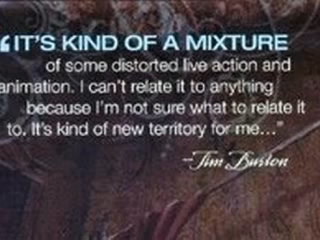 “IT'S KIND OF A MIXTURE
of some distorted live action and
animation. I can't relate it to anything
because I'm not sure what to relate it
to. It's kind of new territory for me...”
--Tim Burton